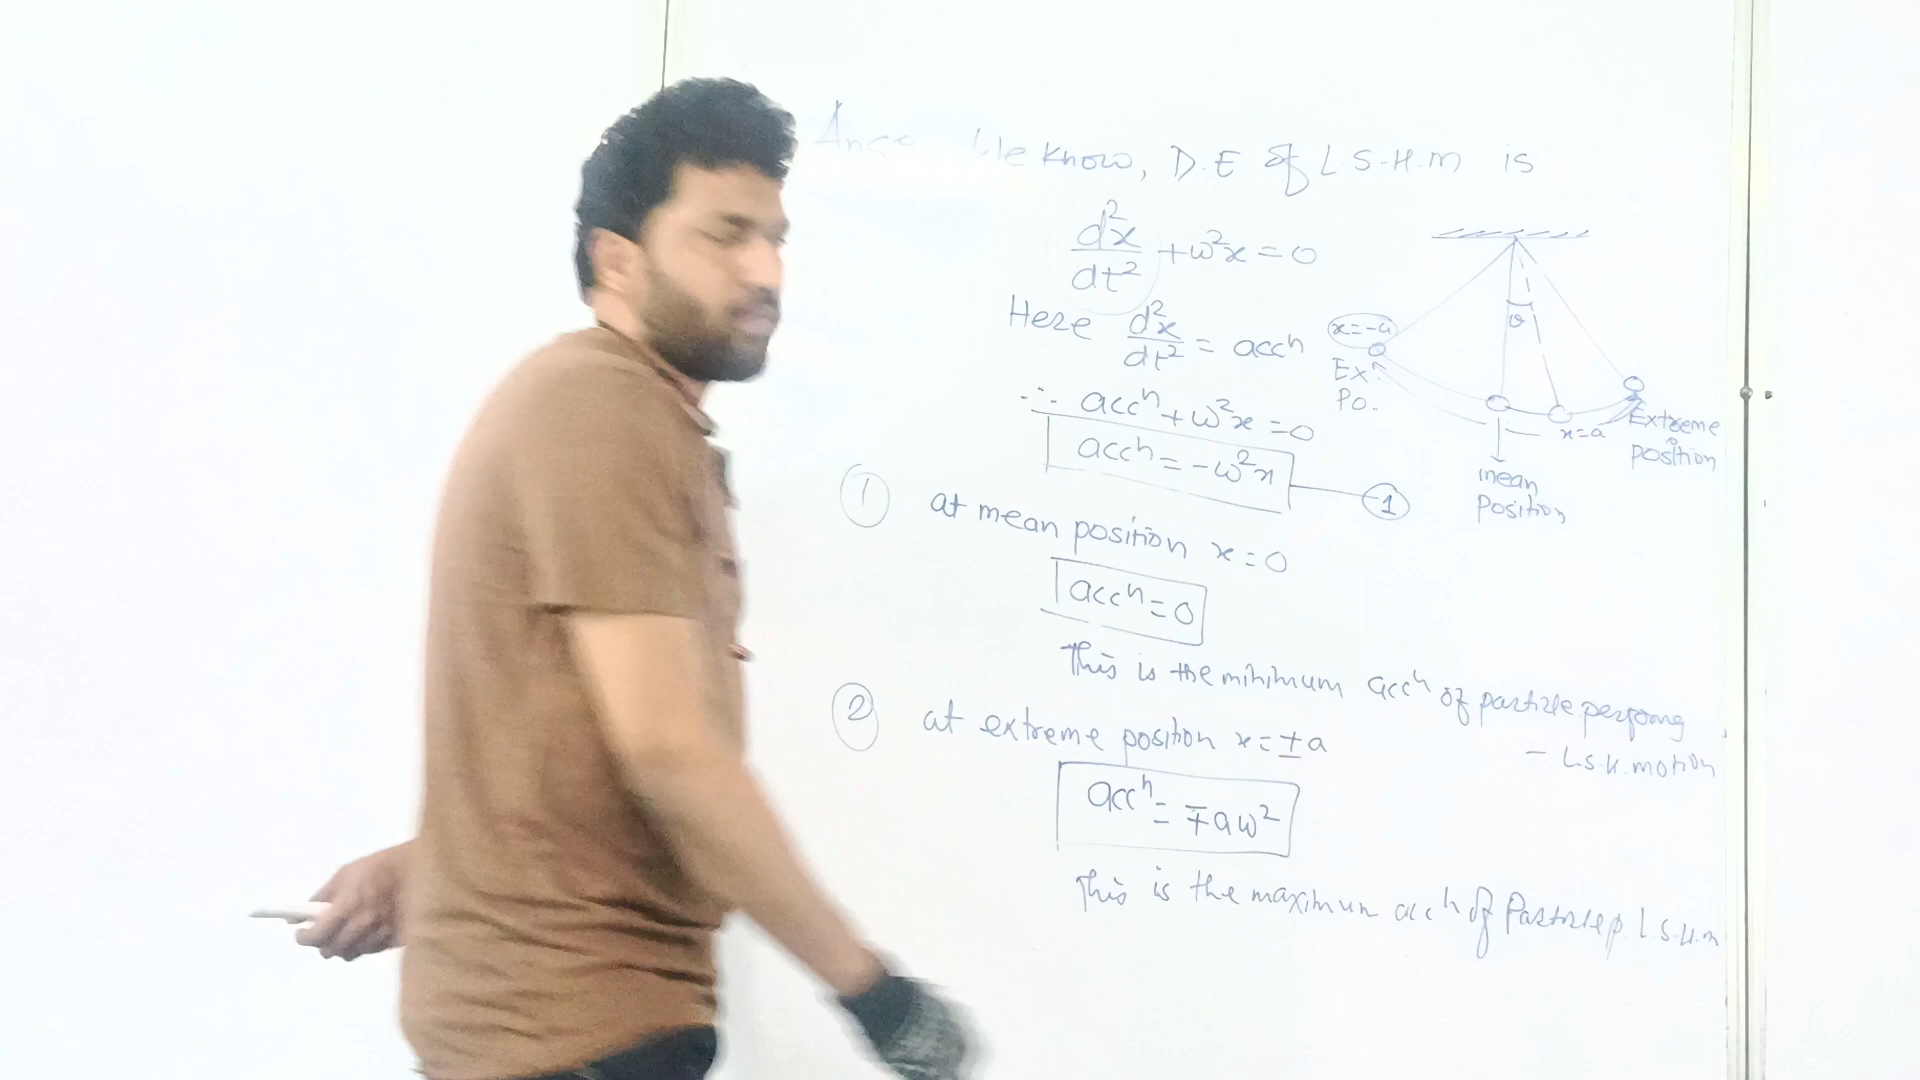 Ans We know, D.E of L.S.H.M is
d²x/dt² + ω²x = 0
Here d²x/dt² = accⁿ
∴ accⁿ + ω²x = 0
accⁿ = -ω²x ①
① at mean position x = 0
accⁿ = 0
This is the minimum accⁿ of particle perfomg
- L.S.H. motion
② at extreme position x = ±a
accⁿ = ∓aω²
This is the maximum accⁿ of Particle p. L.S.H.m
θ
x=-a
Ex.
Po.
x=a
Extreme
position
mean
Position